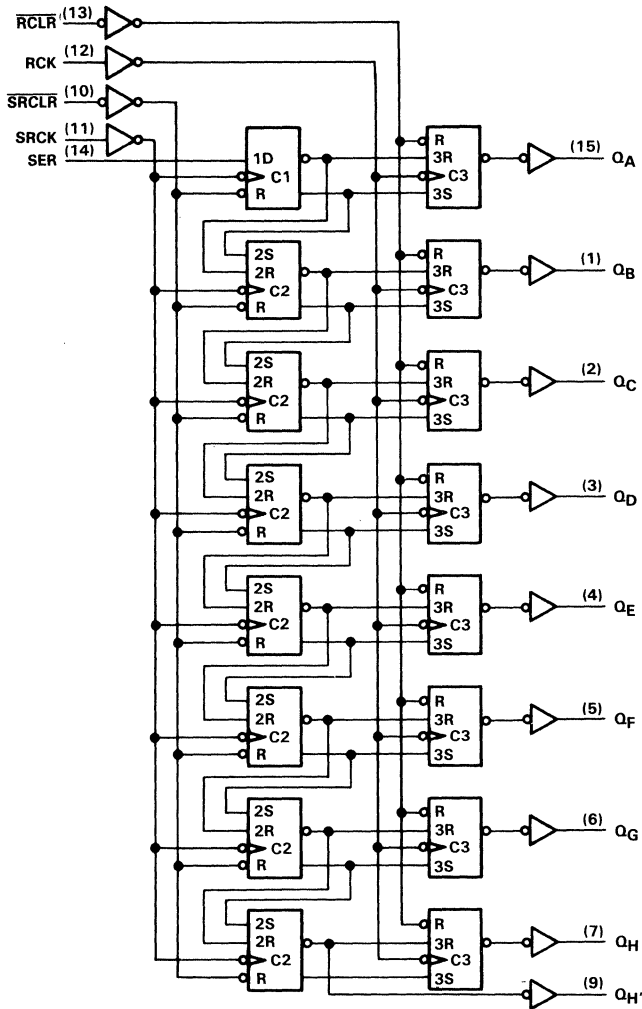 R̅C̅L̅R̅ (13)
RCK (12)
S̅R̅C̅L̅R̅ (10)
SRCK (11)
SER (14)
1D
C1
R
R
3R
C3
3S
(15) QA
2S
2R
C2
R
R
3R
C3
3S
(1) QB
2S
2R
C2
R
R
3R
C3
3S
(2) QC
2S
2R
C2
R
R
3R
C3
3S
(3) QD
2S
2R
C2
R
R
3R
C3
3S
(4) QE
2S
2R
C2
R
R
3R
C3
3S
(5) QF
2S
2R
C2
R
R
3R
C3
3S
(6) QG
2S
2R
C2
R
R
3R
C3
3S
(7) QH
(9) QH'